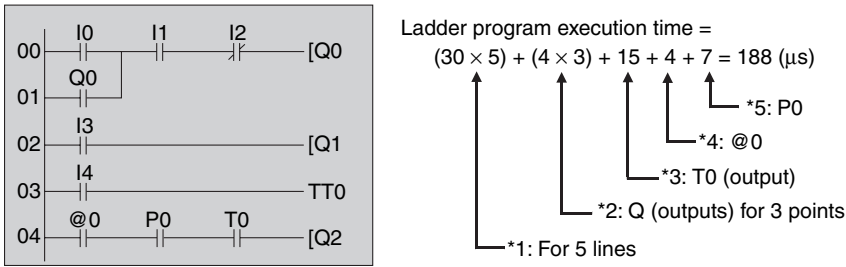 I0 I1 I2
00 [Q0
Q0
01
I3
02 [Q1
I4
03 TT0
@0 P0 T0
04 [Q2
Ladder program execution time =
(30 × 5) + (4 × 3) + 15 + 4 + 7 = 188 (μs)
*5: P0
*4: @0
*3: T0 (output)
*2: Q (outputs) for 3 points
*1: For 5 lines